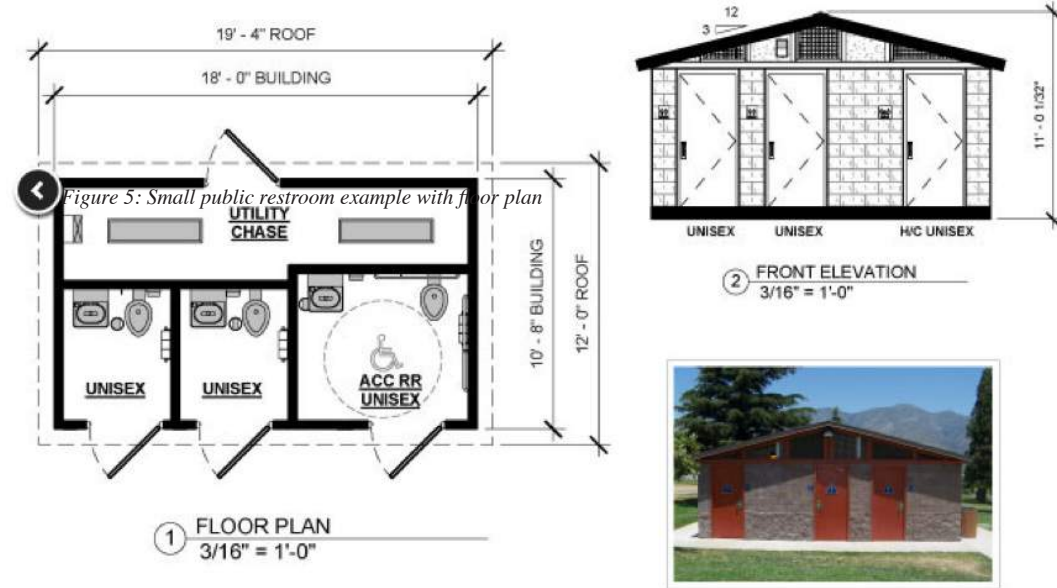 19' - 4" ROOF
18' - 0" BUILDING
Figure 5: Small public restroom example with floor plan
UTILITY
CHASE
UNISEX
UNISEX
ACC RR
UNISEX
10' - 8" BUILDING
12' - 0" ROOF
1 FLOOR PLAN
3/16" = 1'-0"
12
3
11' - 0 1/32"
UNISEX UNISEX H/C UNISEX
2 FRONT ELEVATION
3/16" = 1'-0"